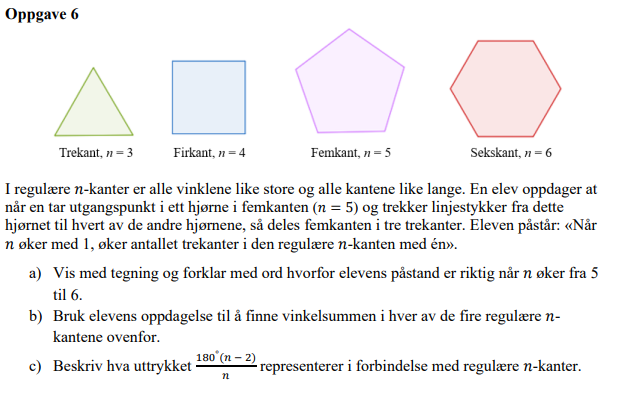 Oppgave 6
Trekant, n = 3
Firkant, n = 4
Femkant, n = 5
Sekskant, n = 6
I regulære n-kanter er alle vinklene like store og alle kantene like lange. En elev oppdager at
når en tar utgangspunkt i ett hjørne i femkanten (n = 5) og trekker linjestykker fra dette
hjørnet til hvert av de andre hjørnene, så deles femkanten i tre trekanter. Eleven påstår: «Når
n øker med 1, øker antallet trekanter i den regulære n-kanten med én».
a) Vis med tegning og forklar med ord hvorfor elevens påstand er riktig når n øker fra 5
til 6.
b) Bruk elevens oppdagelse til å finne vinkelsummen i hver av de fire regulære n-
kantene ovenfor.
c) Beskriv hva uttrykket 180°(n − 2)/n representerer i forbindelse med regulære n-kanter.